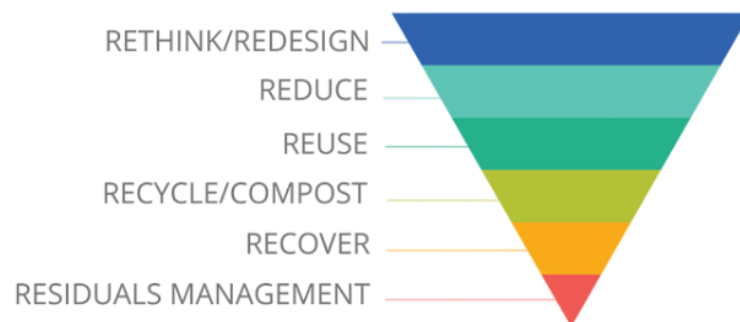 RETHINK/REDESIGN
REDUCE
REUSE
RECYCLE/COMPOST
RECOVER
RESIDUALS MANAGEMENT